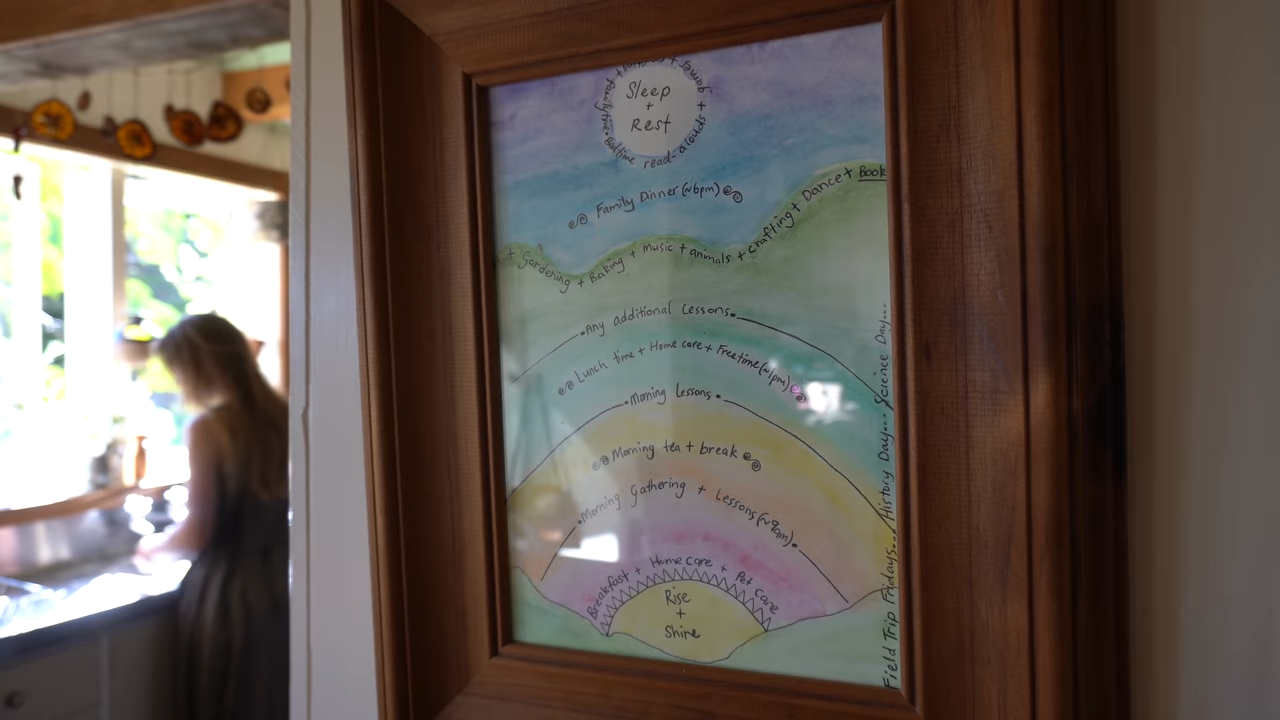 Sleep
+
Rest
family time • Bedtime read-alouds + games +
Family Dinner (~6pm)
+ Gardening + Baking + Music + animals + crafting + Dance + Book
• Any additional Lessons •
Lunch time + Home care + Freetime (~1pm)
• Morning Lessons •
Morning tea + break
• Morning Gathering + Lessons (~9am) •
Breakfast + Home care + Pet care
Rise
+
Shine
Field Trip Fridays... History Day... Science Day...